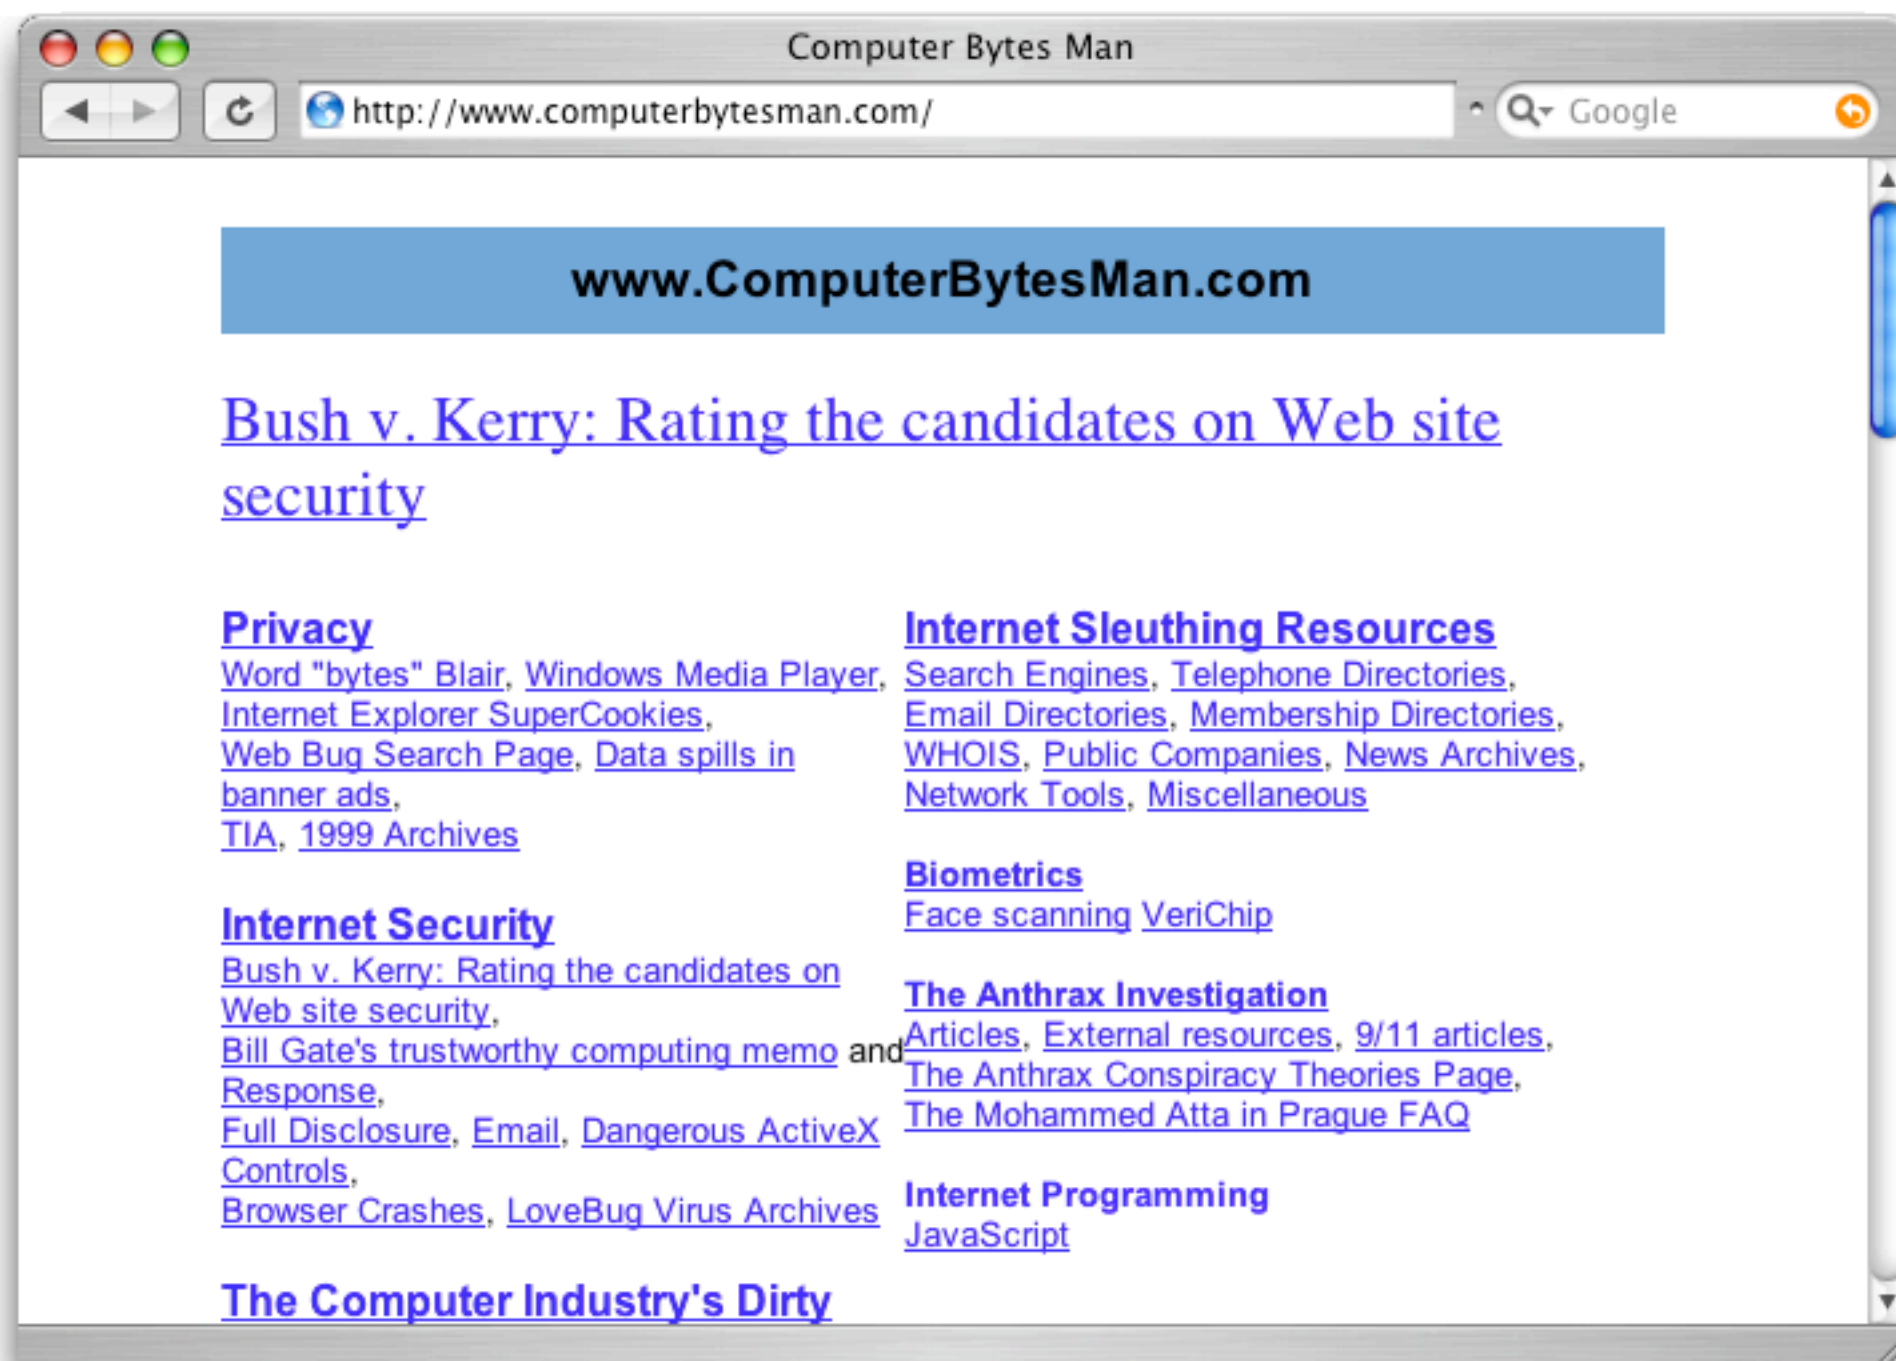 Computer Bytes Man
http://www.computerbytesman.com/
Google
www.ComputerBytesMan.com
Bush v. Kerry: Rating the candidates on Web site
security
Privacy
Word "bytes" Blair, Windows Media Player,
Internet Explorer SuperCookies,
Web Bug Search Page, Data spills in
banner ads,
TIA, 1999 Archives
Internet Security
Bush v. Kerry: Rating the candidates on
Web site security,
Bill Gate's trustworthy computing memo and
Response,
Full Disclosure, Email, Dangerous ActiveX
Controls,
Browser Crashes, LoveBug Virus Archives
The Computer Industry's Dirty
Internet Sleuthing Resources
Search Engines, Telephone Directories,
Email Directories, Membership Directories,
WHOIS, Public Companies, News Archives,
Network Tools, Miscellaneous
Biometrics
Face scanning VeriChip
The Anthrax Investigation
Articles, External resources, 9/11 articles,
The Anthrax Conspiracy Theories Page,
The Mohammed Atta in Prague FAQ
Internet Programming
JavaScript